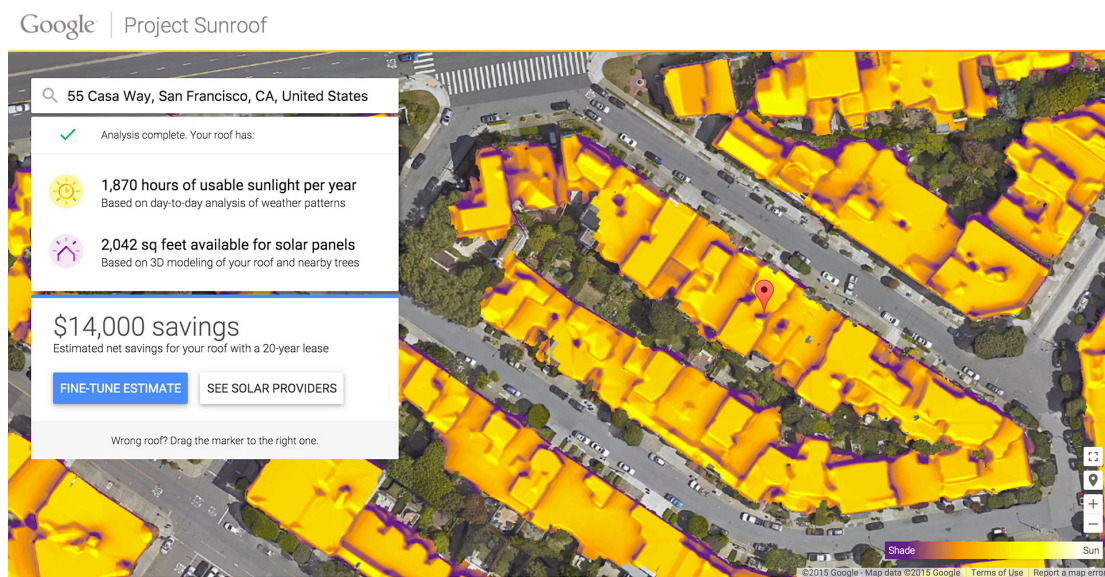 Google Project Sunroof
55 Casa Way, San Francisco, CA, United States
Analysis complete. Your roof has:
1,870 hours of usable sunlight per year
Based on day-to-day analysis of weather patterns
2,042 sq feet available for solar panels
Based on 3D modeling of your roof and nearby trees
$14,000 savings
Estimated net savings for your roof with a 20-year lease
FINE-TUNE ESTIMATE SEE SOLAR PROVIDERS
Wrong roof? Drag the marker to the right one.
Shade Sun
©2015 Google - Map data ©2015 Google Terms of Use Report a map error